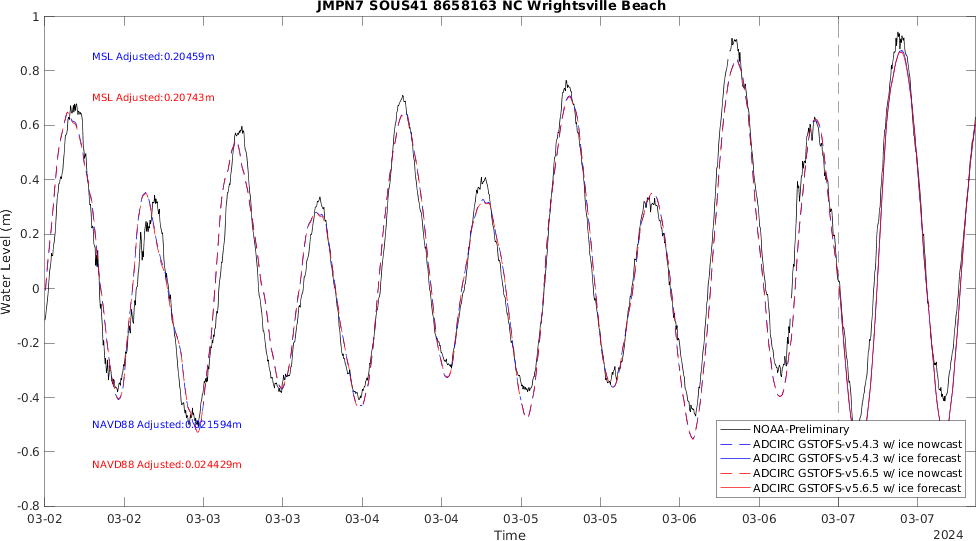 JMPN7 SOUS41 8658163 NC Wrightsville Beach
1
0.8
0.6
0.4
0.2
0
-0.2
-0.4
-0.6
-0.8
Water Level (m)
MSL Adjusted:0.20459m
MSL Adjusted:0.20743m
NAVD88 Adjusted:0.021594m
NAVD88 Adjusted:0.024429m
NOAA-Preliminary
ADCIRC GSTOFS-v5.4.3 w/ ice nowcast
ADCIRC GSTOFS-v5.4.3 w/ ice forecast
ADCIRC GSTOFS-v5.6.5 w/ ice nowcast
ADCIRC GSTOFS-v5.6.5 w/ ice forecast
03-02 03-02 03-03 03-03 03-04 03-04 03-05 03-05 03-06 03-06 03-07 03-07
Time
2024